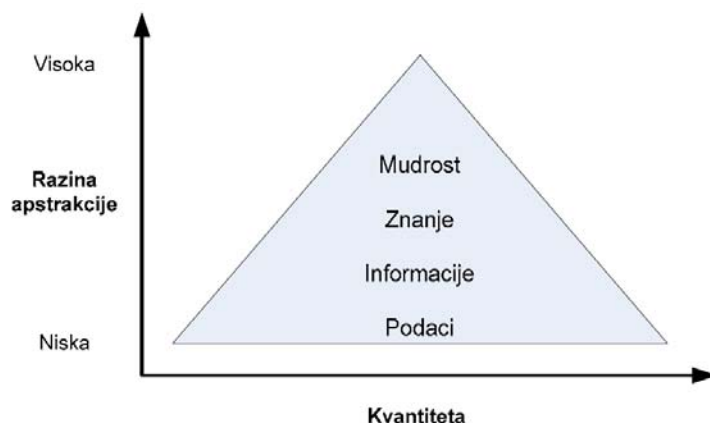 Visoka
Mudrost
Razina
apstrakcije
Znanje
Informacije
Podaci
Niska
Kvantiteta